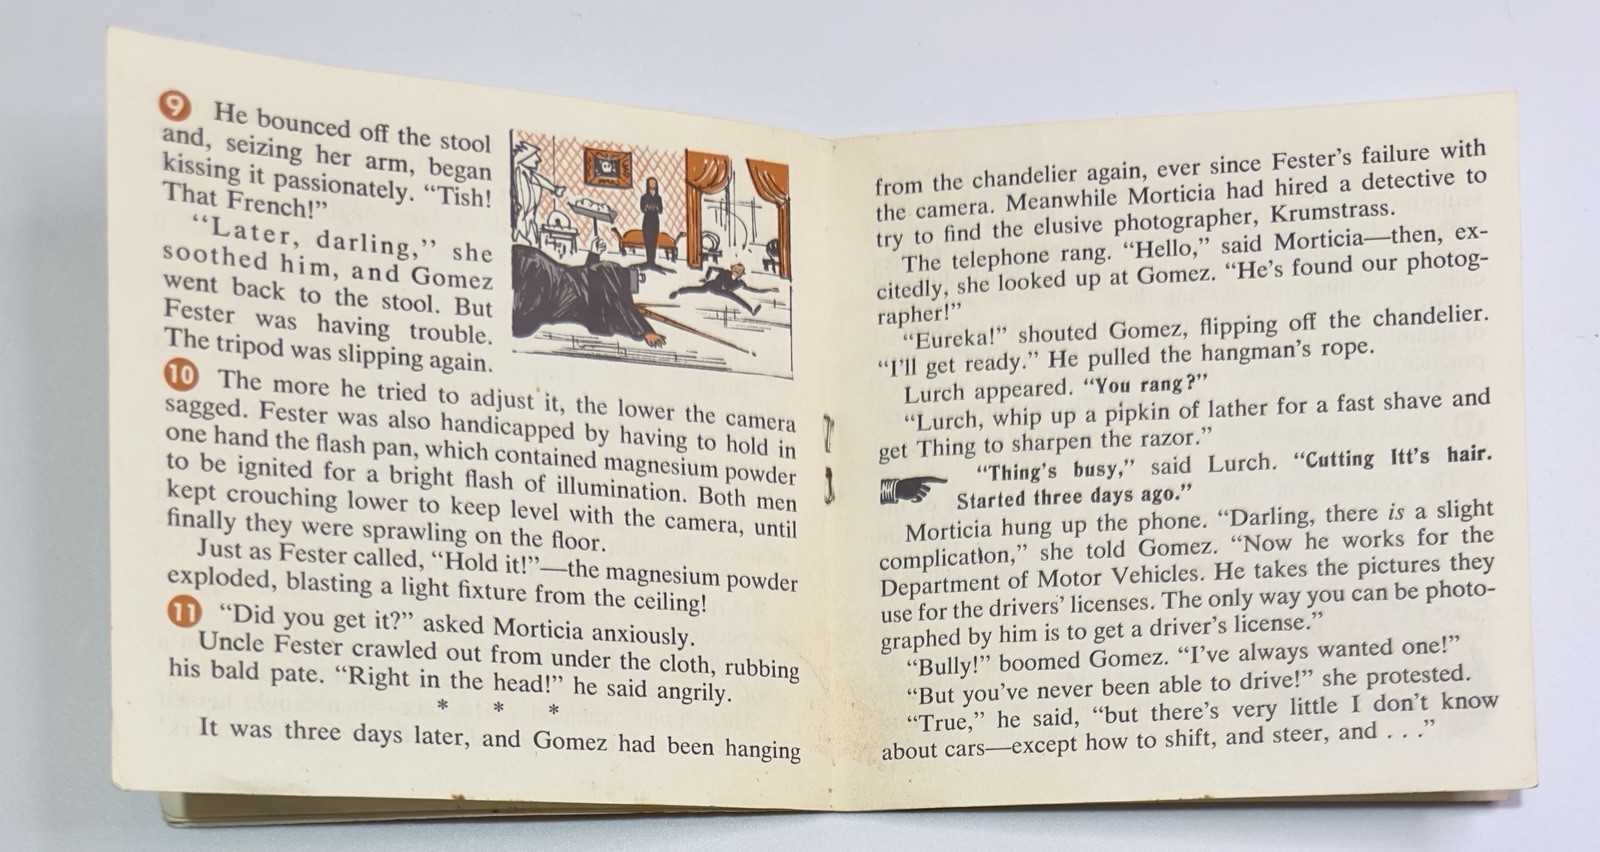 9 He bounced off the stool
and, seizing her arm, began
kissing it passionately. “Tish!
That French!”
“Later, darling,” she
soothed him, and Gomez
went back to the stool. But
Fester was having trouble.
The tripod was slipping again.
10 The more he tried to adjust it, the lower the camera
sagged. Fester was also handicapped by having to hold in
one hand the flash pan, which contained magnesium powder
to be ignited for a bright flash of illumination. Both men
kept crouching lower to keep level with the camera, until
finally they were sprawling on the floor.
Just as Fester called, “Hold it!”—the magnesium powder
exploded, blasting a light fixture from the ceiling!
11 “Did you get it?” asked Morticia anxiously.
Uncle Fester crawled out from under the cloth, rubbing
his bald pate. “Right in the head!” he said angrily.
* * *
It was three days later, and Gomez had been hanging
from the chandelier again, ever since Fester’s failure with
the camera. Meanwhile Morticia had hired a detective to
try to find the elusive photographer, Krumstrass.
The telephone rang. “Hello,” said Morticia—then, ex-
citedly, she looked up at Gomez. “He’s found our photog-
rapher!”
“Eureka!” shouted Gomez, flipping off the chandelier.
“I’ll get ready.” He pulled the hangman’s rope.
Lurch appeared. “You rang?”
“Lurch, whip up a pipkin of lather for a fast shave and
get Thing to sharpen the razor.”
“Thing’s busy,” said Lurch. “Cutting Itt’s hair.
Started three days ago.”
Morticia hung up the phone. “Darling, there is a slight
complication,” she told Gomez. “Now he works for the
Department of Motor Vehicles. He takes the pictures they
use for the drivers’ licenses. The only way you can be photo-
graphed by him is to get a driver’s license.”
“Bully!” boomed Gomez. “I’ve always wanted one!”
“But you’ve never been able to drive!” she protested.
“True,” he said, “but there’s very little I don’t know
about cars—except how to shift, and steer, and . . .”